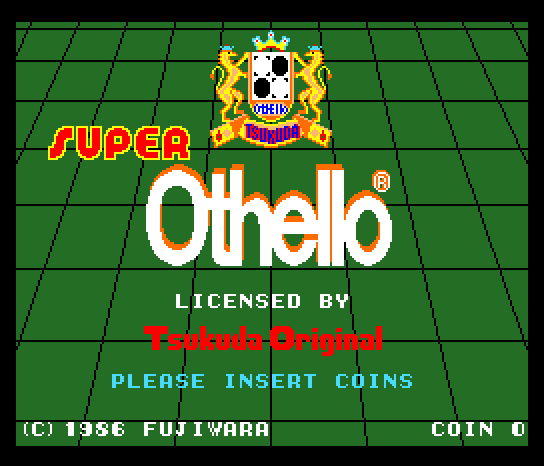 Othello
TSUKUDA
SUPER
Othello®
LICENSED BY
Tsukuda Original
PLEASE INSERT COINS
(C) 1986 FUJIWARA COIN 0